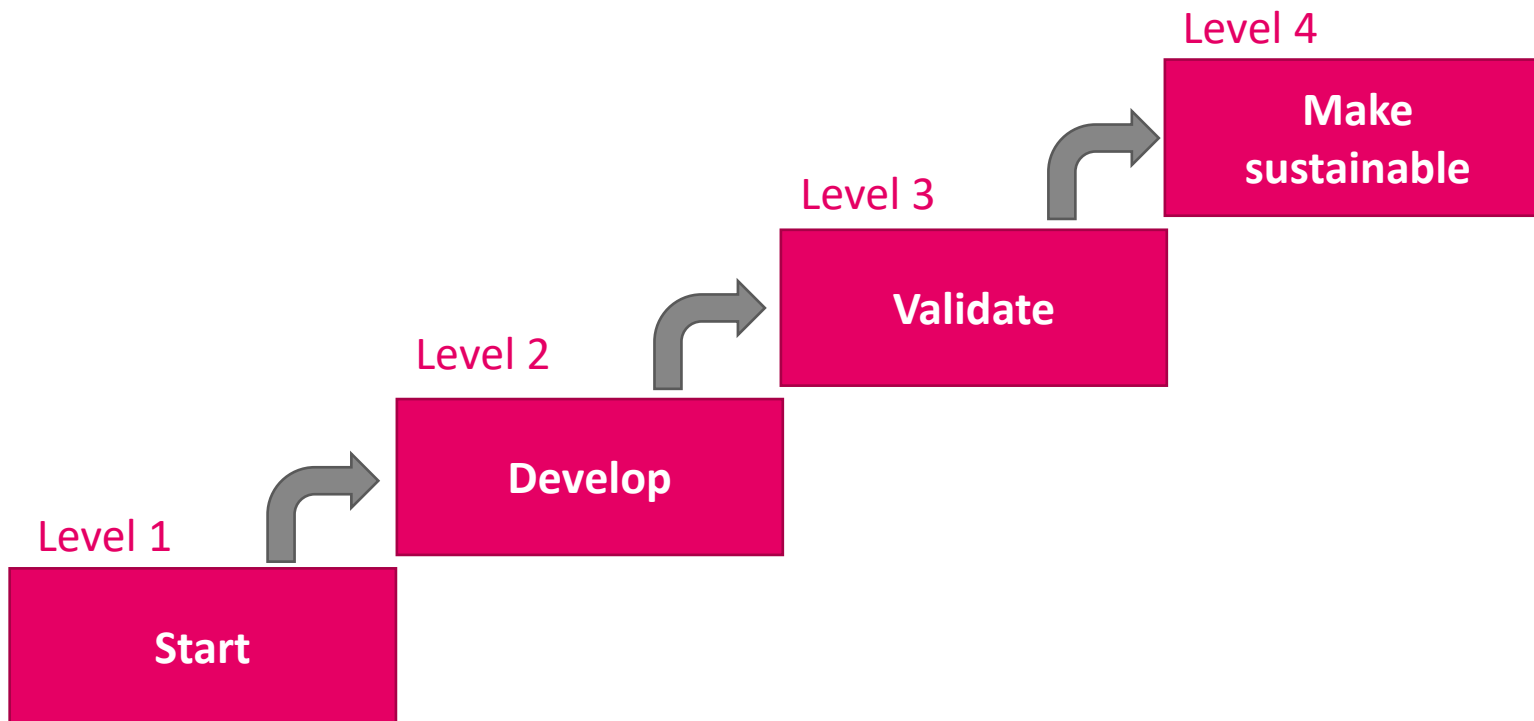 Level 4
Make
sustainable
Level 3
Validate
Level 2
Develop
Level 1
Start